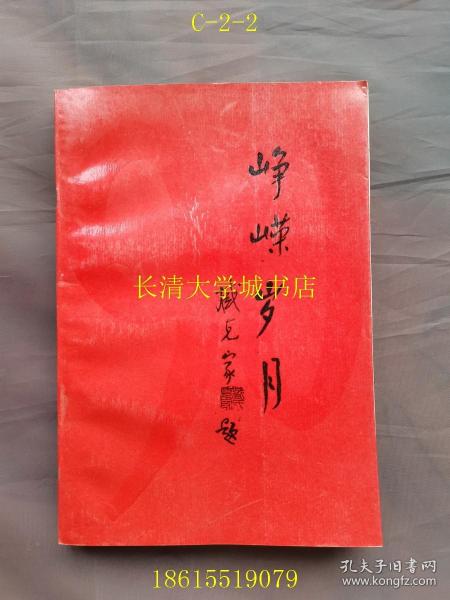 C-2-2
峥嵘岁月
长清大学城书店
臧克家
题
18615519079
孔夫子旧书网
www.kongfz.com